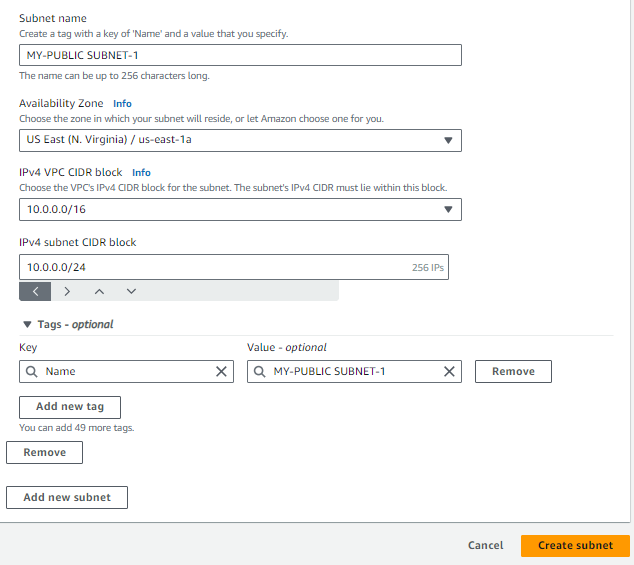 Subnet name
Create a tag with a key of 'Name' and a value that you specify.
MY-PUBLIC SUBNET-1
The name can be up to 256 characters long.
Availability Zone Info
Choose the zone in which your subnet will reside, or let Amazon choose one for you.
US East (N. Virginia) / us-east-1a
IPv4 VPC CIDR block Info
Choose the VPC's IPv4 CIDR block for the subnet. The subnet's IPv4 CIDR must lie within this block.
10.0.0.0/16
IPv4 subnet CIDR block
10.0.0.0/24 256 IPs
Tags - optional
Key Value - optional
Name MY-PUBLIC SUBNET-1 Remove
Add new tag
You can add 49 more tags.
Remove
Add new subnet
Cancel Create subnet